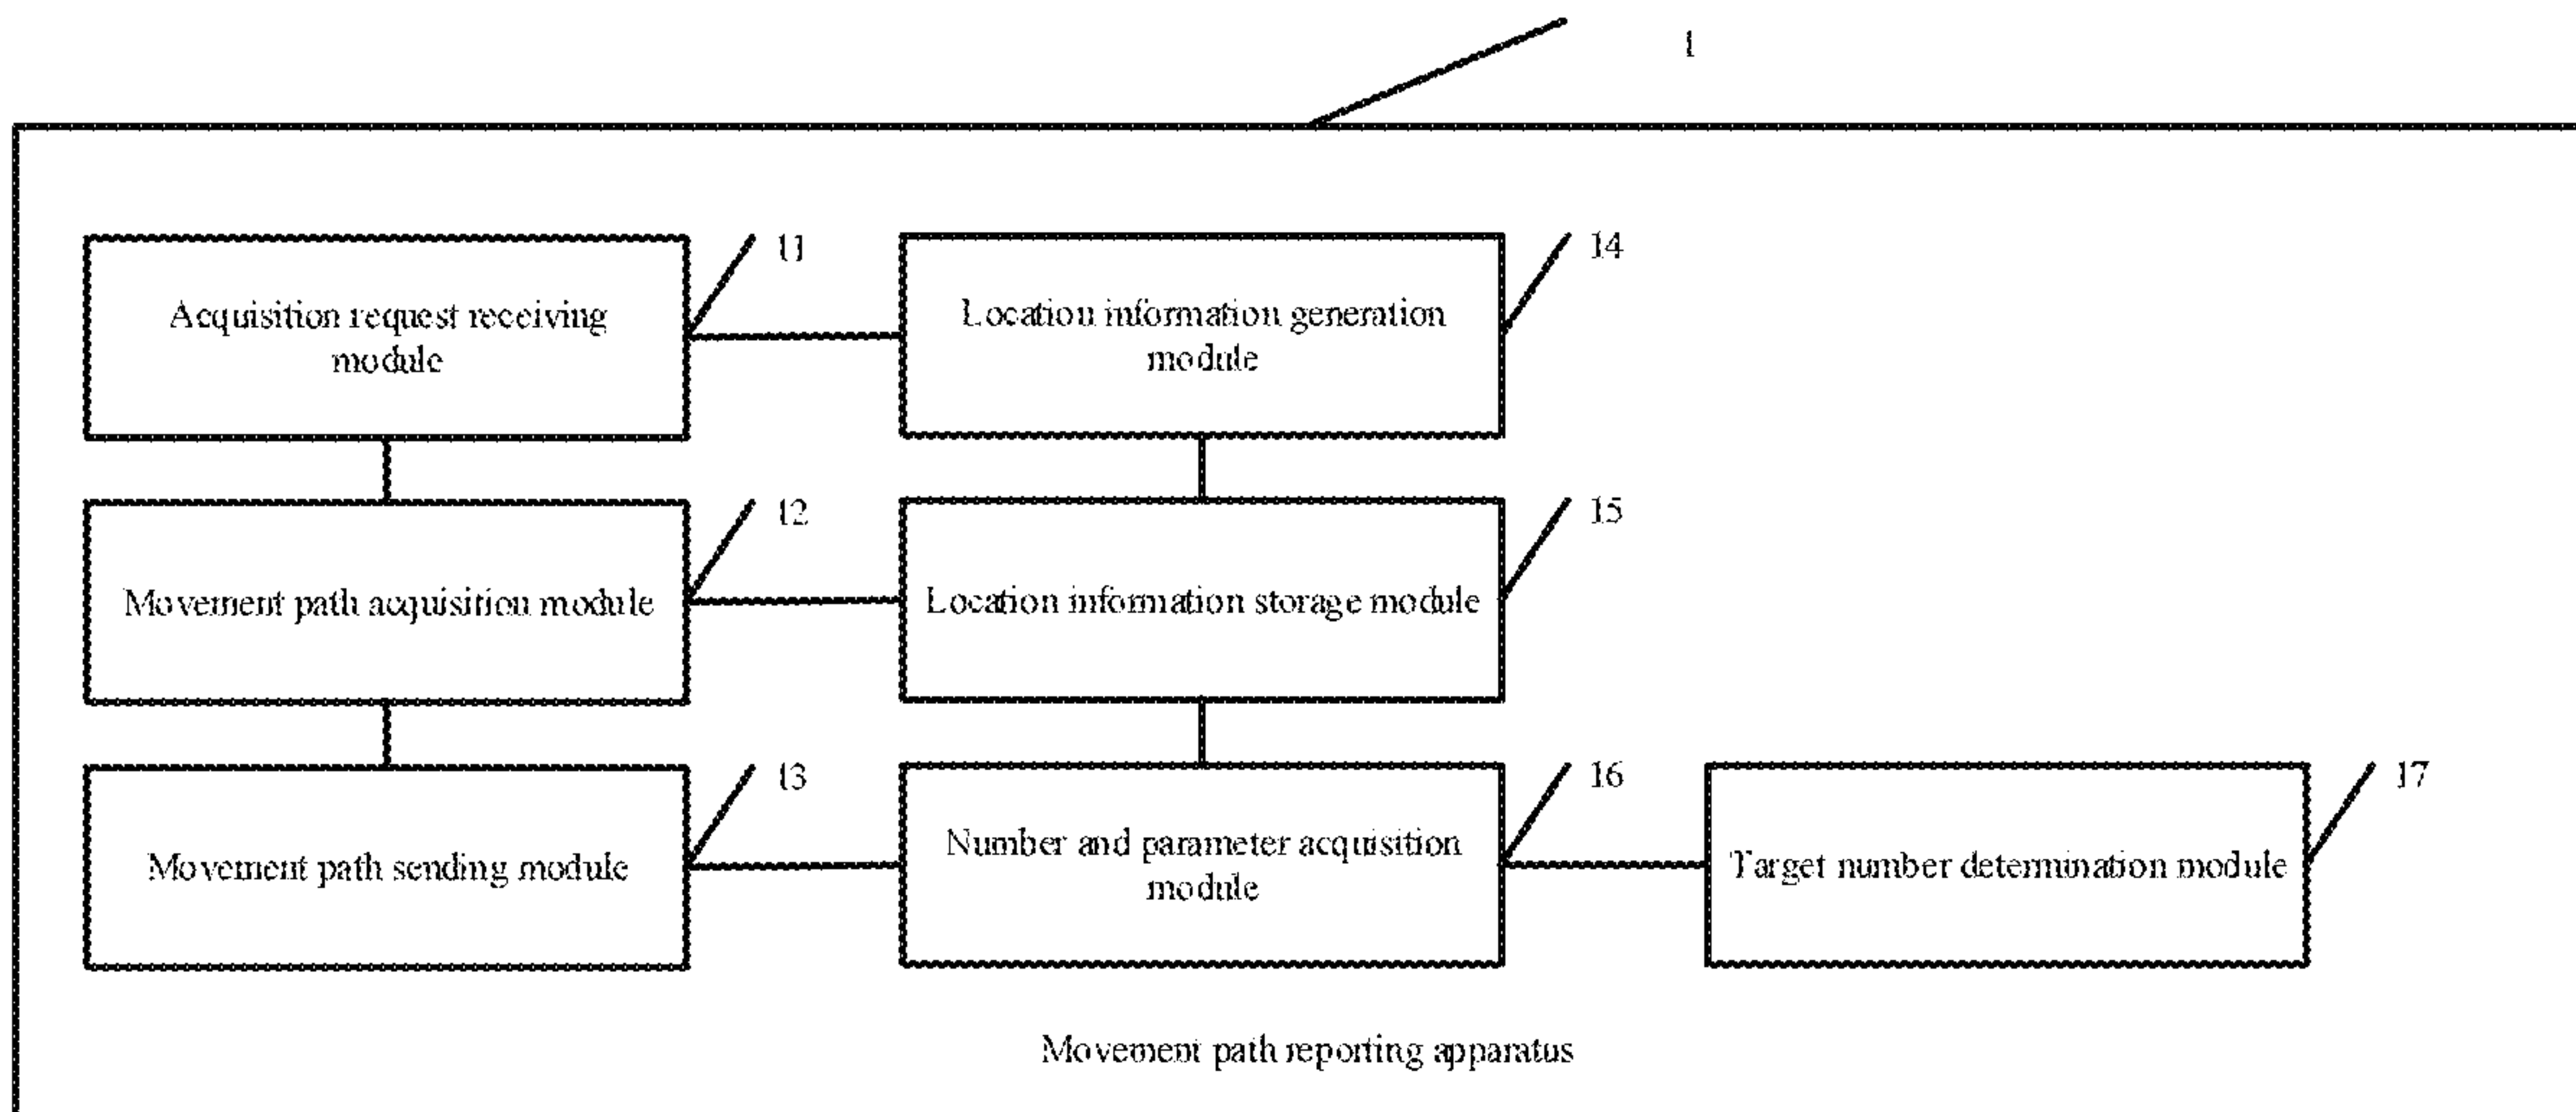 1
Acquisition request receiving
module
11
Location information generation
module
14
Movement path acquisition module
12
Location information storage module
15
Movement path sending module
13
Number and parameter acquisition
module
16
Target number determination module
17
Movement path reporting apparatus